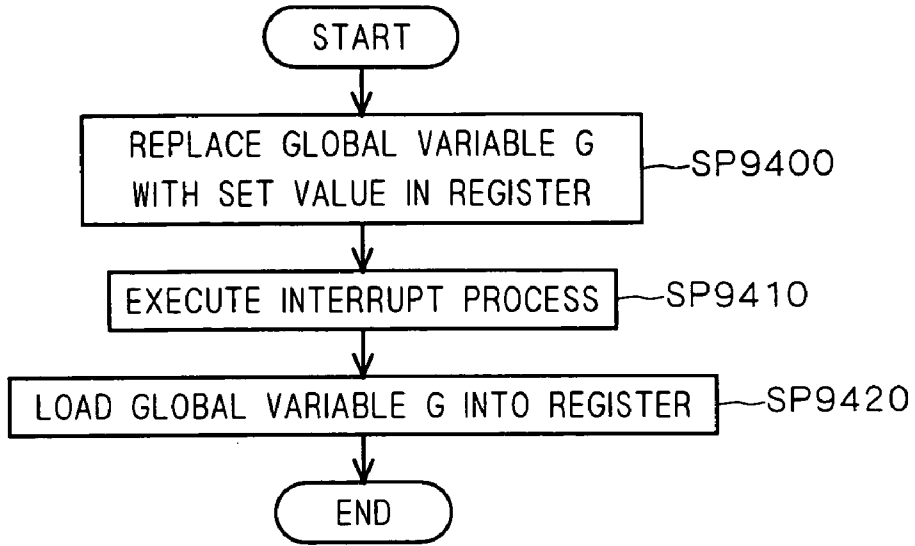 START
REPLACE GLOBAL VARIABLE G
WITH SET VALUE IN REGISTER
SP9400
EXECUTE INTERRUPT PROCESS
SP9410
LOAD GLOBAL VARIABLE G INTO REGISTER
SP9420
END